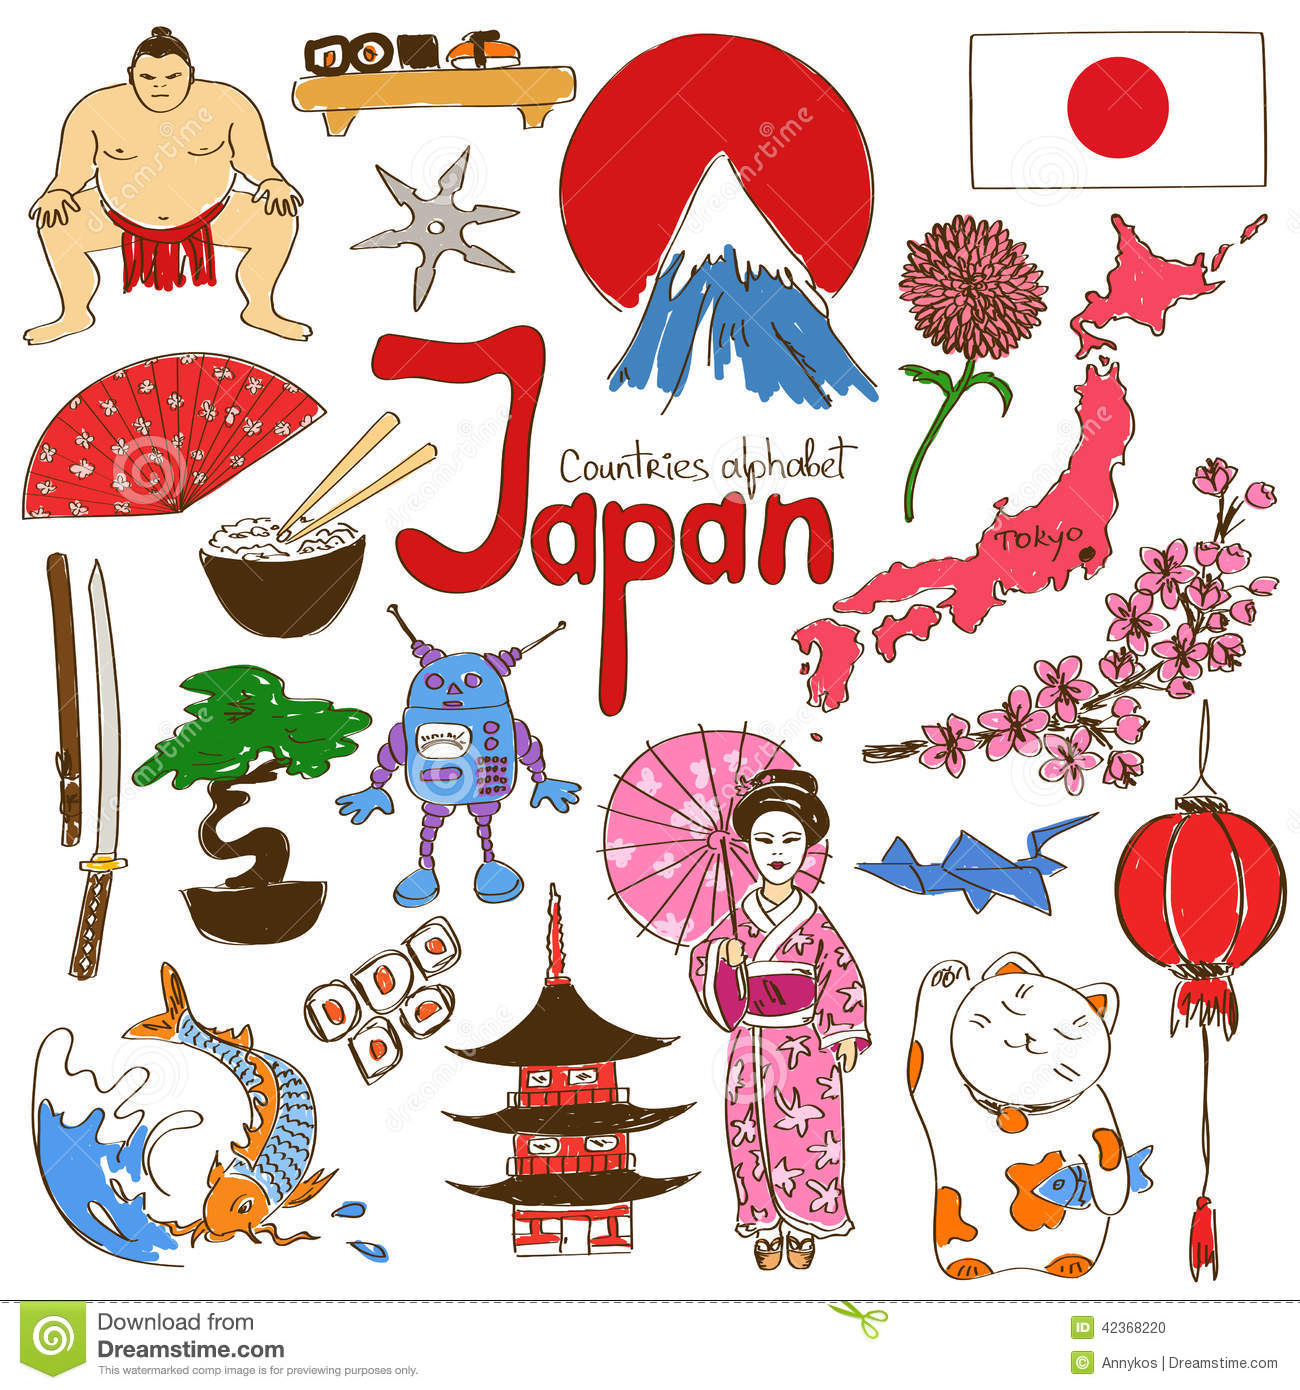 Countries alphabet
Japan
Tokyo
Download from
Dreamstime.com
This watermarked comp image is for previewing purposes only.
ID 42368220
© Annykos | Dreamstime.com
dreamstime